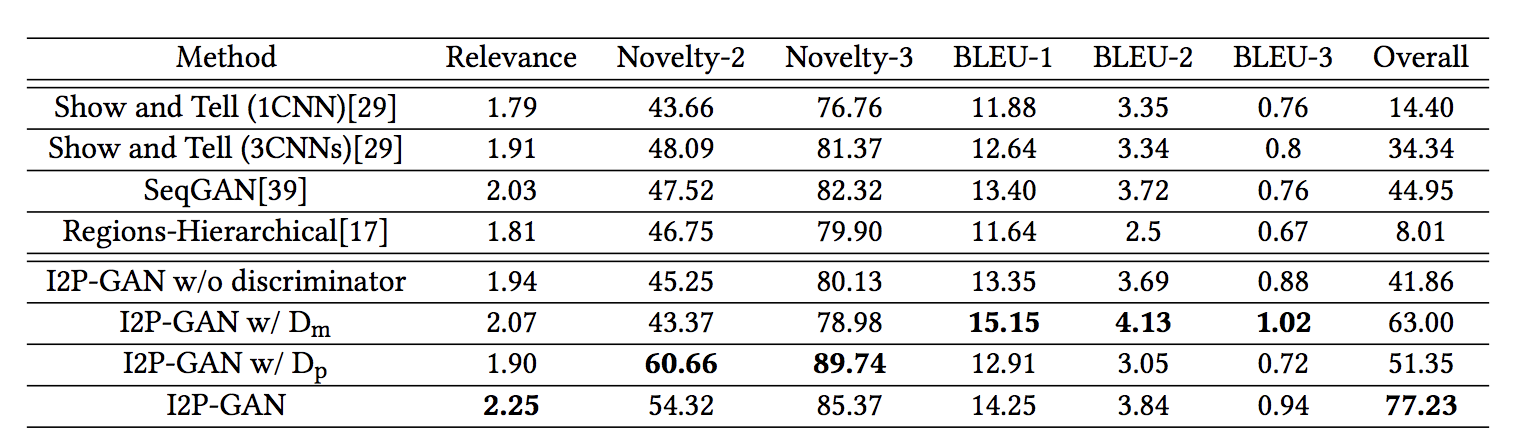 Method Relevance Novelty-2 Novelty-3 BLEU-1 BLEU-2 BLEU-3 Overall
Show and Tell (1CNN)[29] 1.79 43.66 76.76 11.88 3.35 0.76 14.40
Show and Tell (3CNNs)[29] 1.91 48.09 81.37 12.64 3.34 0.8 34.34
SeqGAN[39] 2.03 47.52 82.32 13.40 3.72 0.76 44.95
Regions-Hierarchical[17] 1.81 46.75 79.90 11.64 2.5 0.67 8.01
I2P-GAN w/o discriminator 1.94 45.25 80.13 13.35 3.69 0.88 41.86
I2P-GAN w/ Dm 2.07 43.37 78.98 15.15 4.13 1.02 63.00
I2P-GAN w/ Dp 1.90 60.66 89.74 12.91 3.05 0.72 51.35
I2P-GAN 2.25 54.32 85.37 14.25 3.84 0.94 77.23